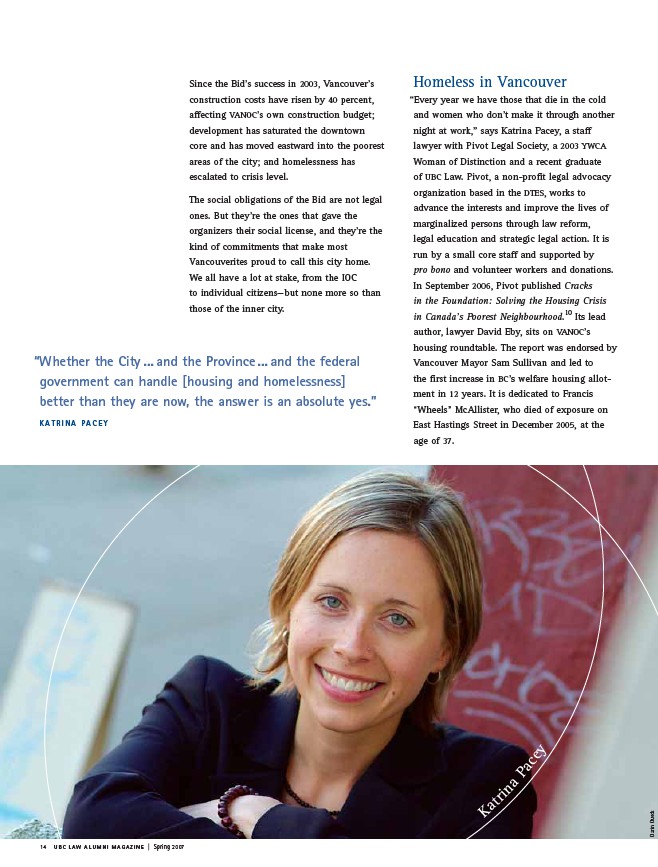 Since the Bid's success in 2003, Vancouver's
construction costs have risen by 40 percent,
affecting VANOC's own construction budget;
development has saturated the downtown
core and has moved eastward into the poorest
areas of the city; and homelessness has
escalated to crisis level.
The social obligations of the Bid are not legal
ones. But they're the ones that gave the
organizers their social license, and they're the
kind of commitments that make most
Vancouverites proud to call this city home.
We all have a lot at stake, from the IOC
to individual citizens—but none more so than
those of the inner city.
"Whether the City ... and the Province ... and the federal
government can handle [housing and homelessness]
better than they are now, the answer is an absolute yes."
KATRINA PACEY
Homeless in Vancouver
"Every year we have those that die in the cold
and women who don't make it through another
night at work," says Katrina Pacey, a staff
lawyer with Pivot Legal Society, a 2003 YWCA
Woman of Distinction and a recent graduate
of UBC Law. Pivot, a non-profit legal advocacy
organization based in the DTES, works to
advance the interests and improve the lives of
marginalized persons through law reform,
legal education and strategic legal action. It is
run by a small core staff and supported by
pro bono and volunteer workers and donations.
In September 2006, Pivot published Cracks
in the Foundation: Solving the Housing Crisis
in Canada's Poorest Neighbourhood.10 Its lead
author, lawyer David Eby, sits on VANOC's
housing roundtable. The report was endorsed by
Vancouver Mayor Sam Sullivan and led to
the first increase in BC's welfare housing allot-
ment in 12 years. It is dedicated to Francis
"Wheels" McAllister, who died of exposure on
East Hastings Street in December 2005, at the
age of 37.
Katrina Pacey
14 UBC LAW ALUMNI MAGAZINE | Spring 2007